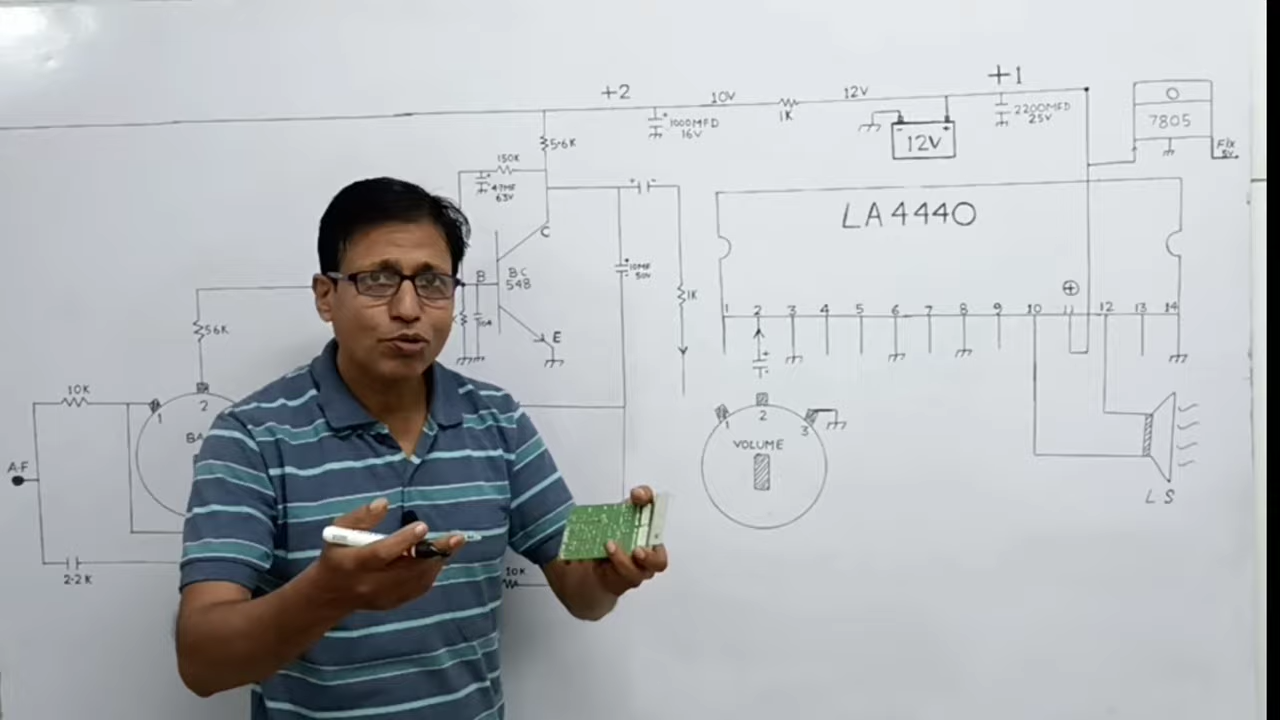 +2
10V
1K
12V
+1
1000MFD
16V
12V
2200MFD
25V
O
7805
Fix
5V
5.6K
150K
47MF
63V
C
B
BC
548
E
104
10MF
50V
1K
LA4440
1 2 3 4 5 6 7 8 9 10 11 12 13 14
56K
10K
1
2
BA
A.F
2.2K
10K
1
2
3
VOLUME
L S